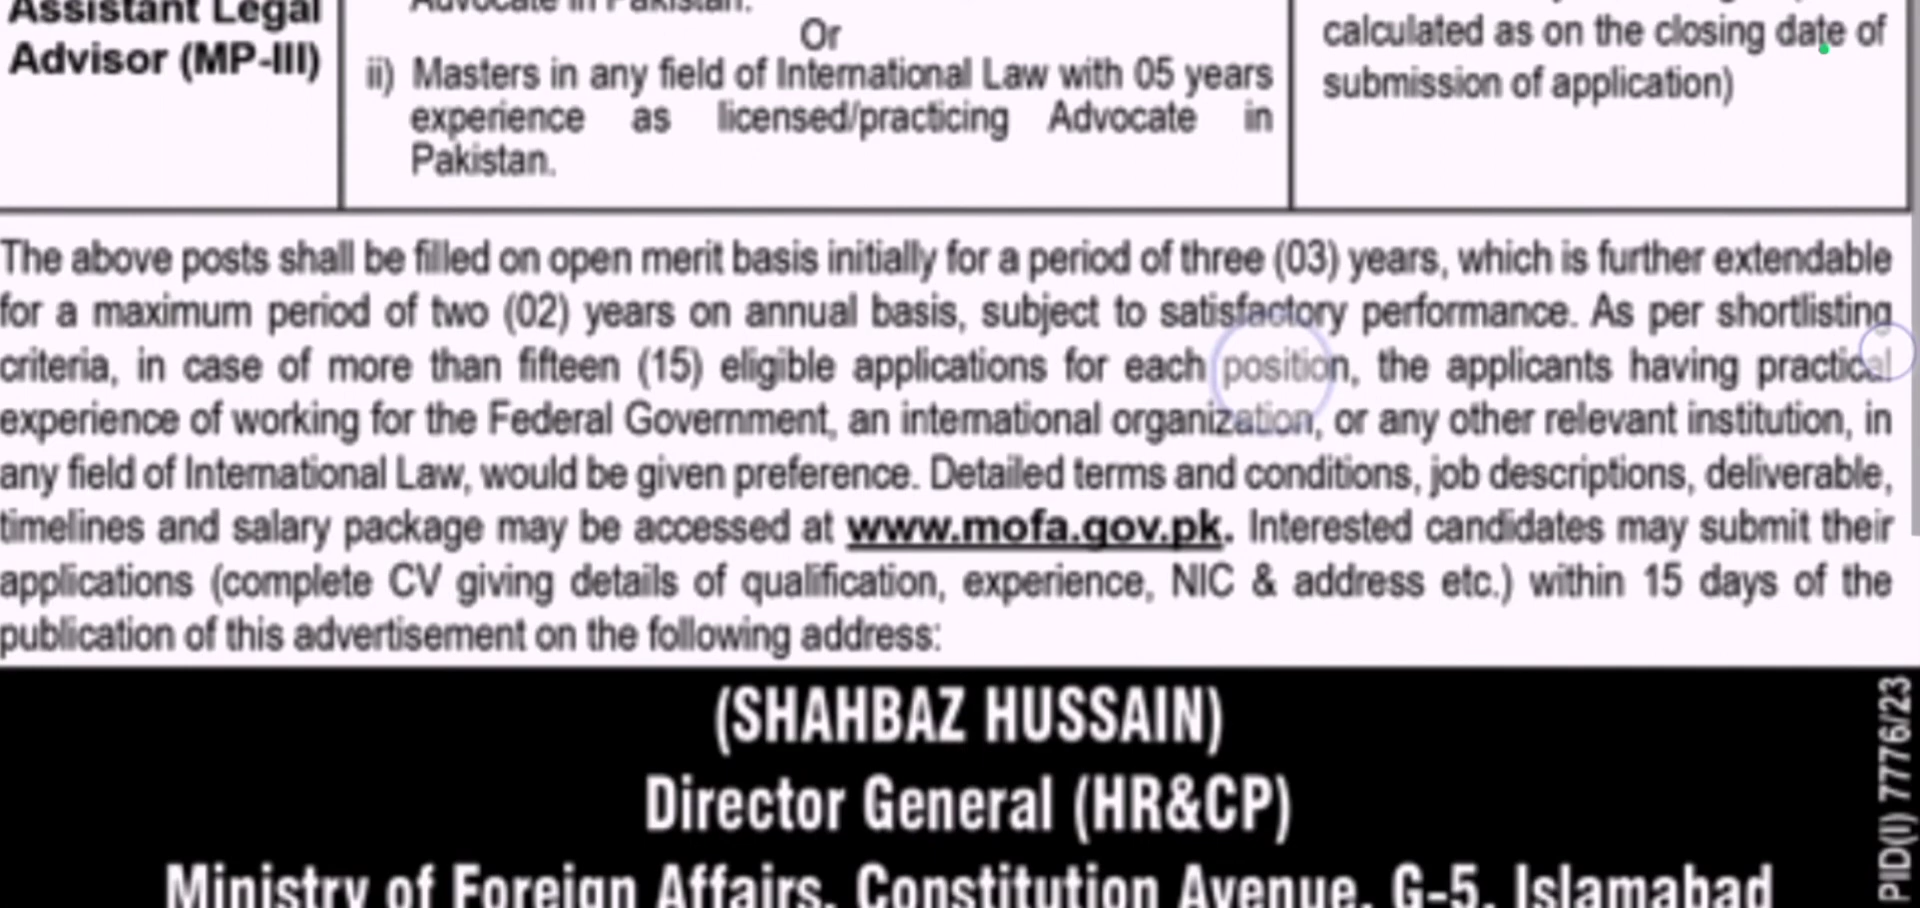 Assistant Legal
Advisor (MP-III)
Advocate in Pakistan.
Or
ii) Masters in any field of International Law with 05 years
experience as licensed/practicing Advocate in
Pakistan.
calculated as on the closing date of
submission of application)
The above posts shall be filled on open merit basis initially for a period of three (03) years, which is further extendable
for a maximum period of two (02) years on annual basis, subject to satisfactory performance. As per shortlisting
criteria, in case of more than fifteen (15) eligible applications for each position, the applicants having practical
experience of working for the Federal Government, an international organization, or any other relevant institution, in
any field of International Law, would be given preference. Detailed terms and conditions, job descriptions, deliverable,
timelines and salary package may be accessed at www.mofa.gov.pk. Interested candidates may submit their
applications (complete CV giving details of qualification, experience, NIC & address etc.) within 15 days of the
publication of this advertisement on the following address:
(SHAHBAZ HUSSAIN)
Director General (HR&CP)
Ministry of Foreign Affairs, Constitution Avenue, G-5, Islamabad
PID(I) 7776/23